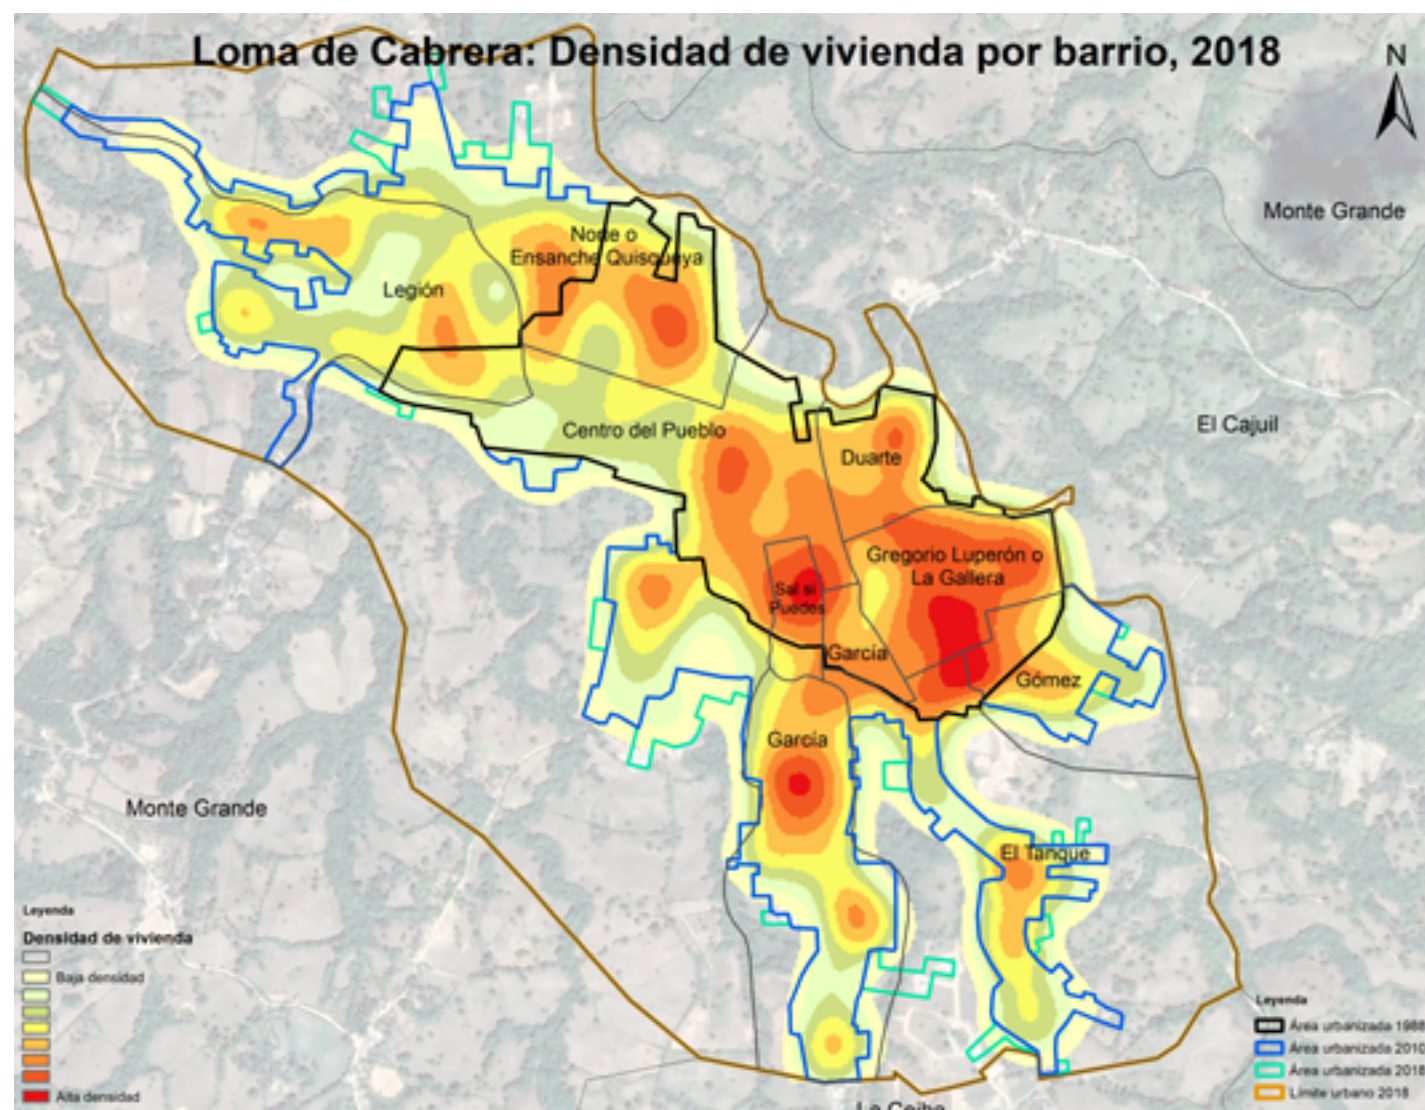 Loma de Cabrera: Densidad de vivienda por barrio, 2018
N
Monte Grande
Norte o
Ensanche Quisqueya
Legión
El Cajuil
Centro del Pueblo
Duarte
Gregorio Luperón o
La Gallera
Sal si
Puedes
García
Gómez
García
Monte Grande
El Tanque
Leyenda
Densidad de vivienda
Baja densidad
Alta densidad
Leyenda
Área urbanizada 1988
Área urbanizada 2010
Área urbanizada 2018
Límite urbano 2018
La Ceiba